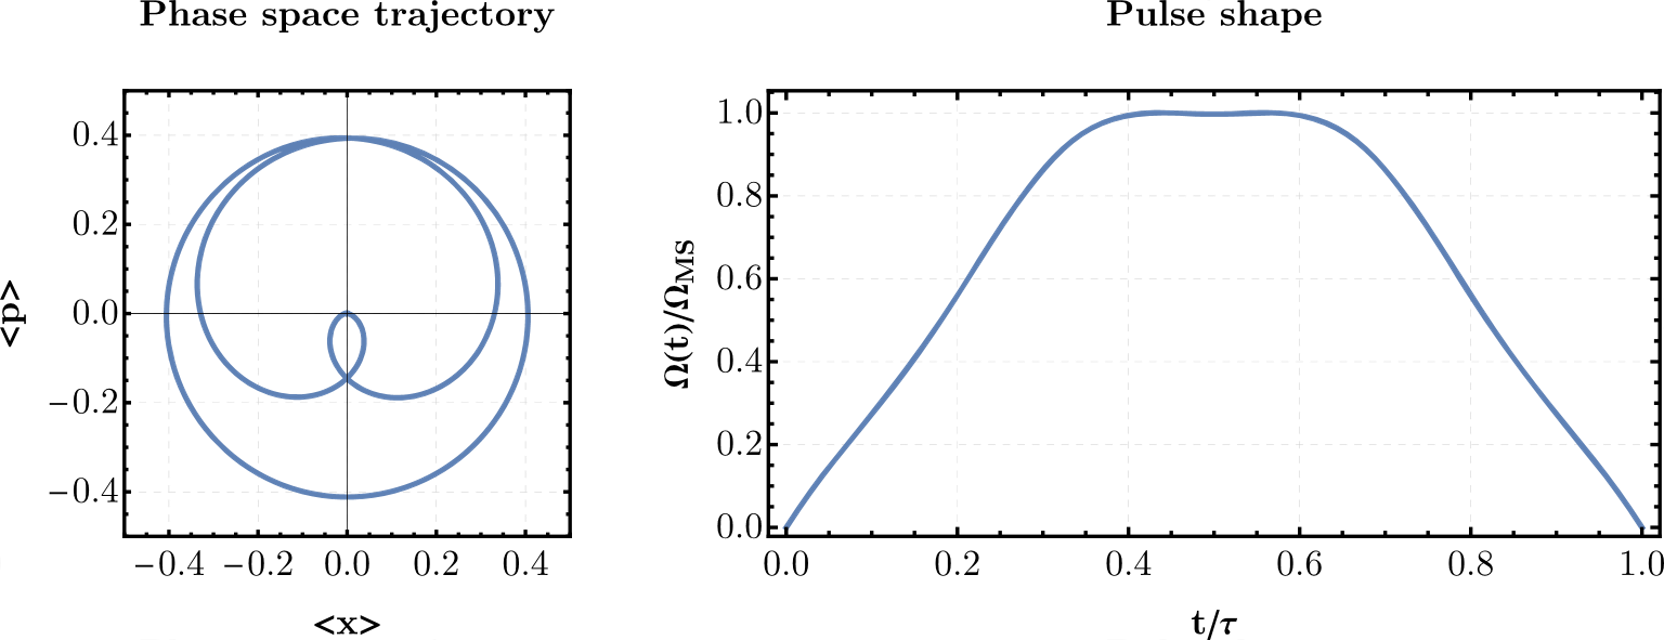 Phase space trajectory
<p>
0.4
0.2
0.0
−0.2
−0.4
−0.4 −0.2 0.0 0.2 0.4
<x>
Pulse shape
Ω(t)/Ω_MS
1.0
0.8
0.6
0.4
0.2
0.0
0.0 0.2 0.4 0.6 0.8 1.0
t/τ